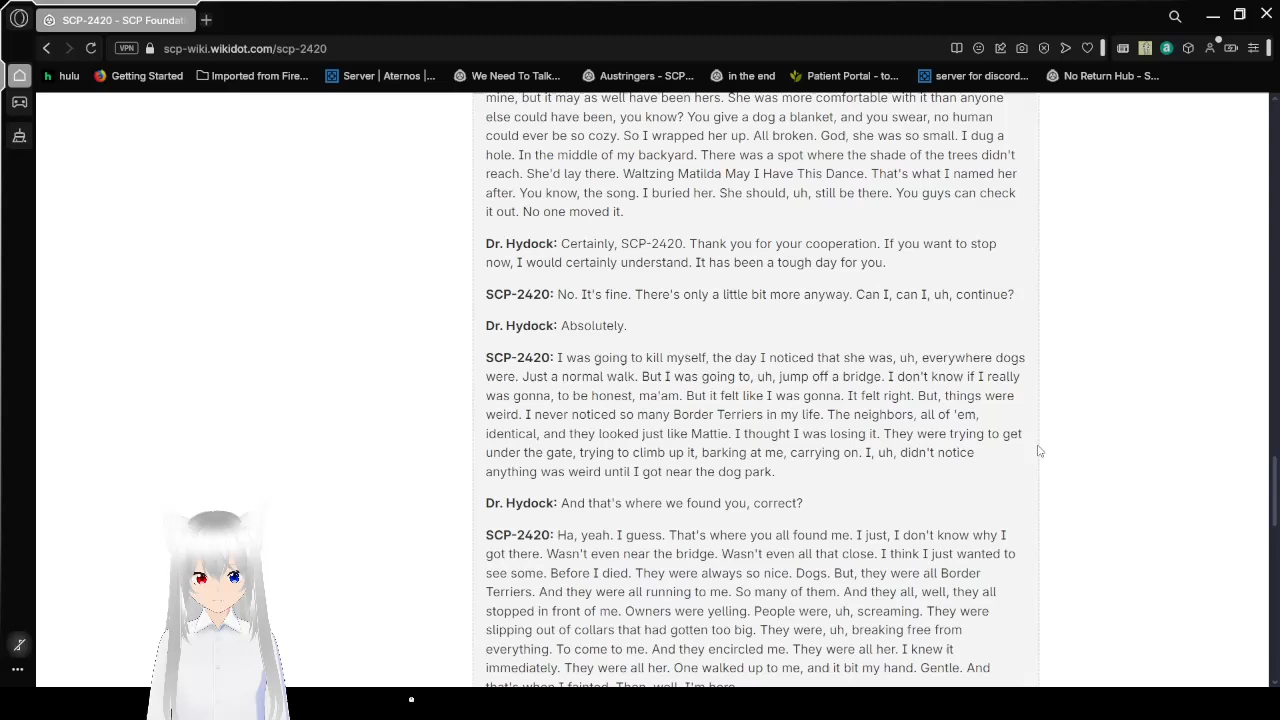 SCP-2420 - SCP Foundat
VPN
scp-wiki.wikidot.com/scp-2420
hulu
Getting Started
Imported from Fire...
Server | Aternos |...
We Need To Talk...
Austringers - SCP...
in the end
Patient Portal - to...
server for discord...
No Return Hub - S...
mine, but it may as well have been hers. She was more comfortable with it than anyone
else could have been, you know? You give a dog a blanket, and you swear, no human
could ever be so cozy. So I wrapped her up. All broken. God, she was so small. I dug a
hole. In the middle of my backyard. There was a spot where the shade of the trees didn't
reach. She'd lay there. Waltzing Matilda May I Have This Dance. That's what I named her
after. You know, the song. I buried her. She should, uh, still be there. You guys can check
it out. No one moved it.
Dr. Hydock: Certainly, SCP-2420. Thank you for your cooperation. If you want to stop
now, I would certainly understand. It has been a tough day for you.
SCP-2420: No. It's fine. There's only a little bit more anyway. Can I, can I, uh, continue?
Dr. Hydock: Absolutely.
SCP-2420: I was going to kill myself, the day I noticed that she was, uh, everywhere dogs
were. Just a normal walk. But I was going to, uh, jump off a bridge. I don't know if I really
was gonna, to be honest, ma'am. But it felt like I was gonna. It felt right. But, things were
weird. I never noticed so many Border Terriers in my life. The neighbors, all of 'em,
identical, and they looked just like Mattie. I thought I was losing it. They were trying to get
under the gate, trying to climb up it, barking at me, carrying on. I, uh, didn't notice
anything was weird until I got near the dog park.
Dr. Hydock: And that's where we found you, correct?
SCP-2420: Ha, yeah. I guess. That's where you all found me. I just, I don't know why I
got there. Wasn't even near the bridge. Wasn't even all that close. I think I just wanted to
see some. Before I died. They were always so nice. Dogs. But, they were all Border
Terriers. And they were all running to me. So many of them. And they all, well, they all
stopped in front of me. Owners were yelling. People were, uh, screaming. They were
slipping out of collars that had gotten too big. They were, uh, breaking free from
everything. To come to me. And they encircled me. They were all her. I knew it
immediately. They were all her. One walked up to me, and it bit my hand. Gentle. And
that's when I fainted. Then, well, I'm here.